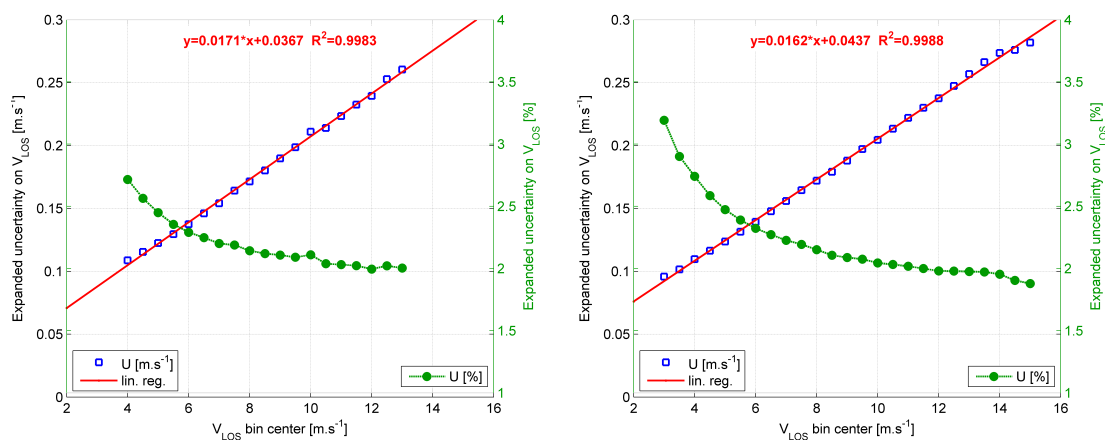 y=0.0171*x+0.0367 R²=0.9983
Expanded uncertainty on V_LOS [m.s⁻¹]
0.3
0.25
0.2
0.15
0.1
0.05
0
4
3.5
3
2.5
2
1.5
1
Expanded uncertainty on V_LOS [%]
U [m.s⁻¹]
lin. reg.
U [%]
2 4 6 8 10 12 14 16
V_LOS bin center [m.s⁻¹]
y=0.0162*x+0.0437 R²=0.9988
Expanded uncertainty on V_LOS [m.s⁻¹]
0.3
0.25
0.2
0.15
0.1
0.05
0
4
3.5
3
2.5
2
1.5
1
Expanded uncertainty on V_LOS [%]
U [m.s⁻¹]
lin. reg.
U [%]
2 4 6 8 10 12 14 16
V_LOS bin center [m.s⁻¹]